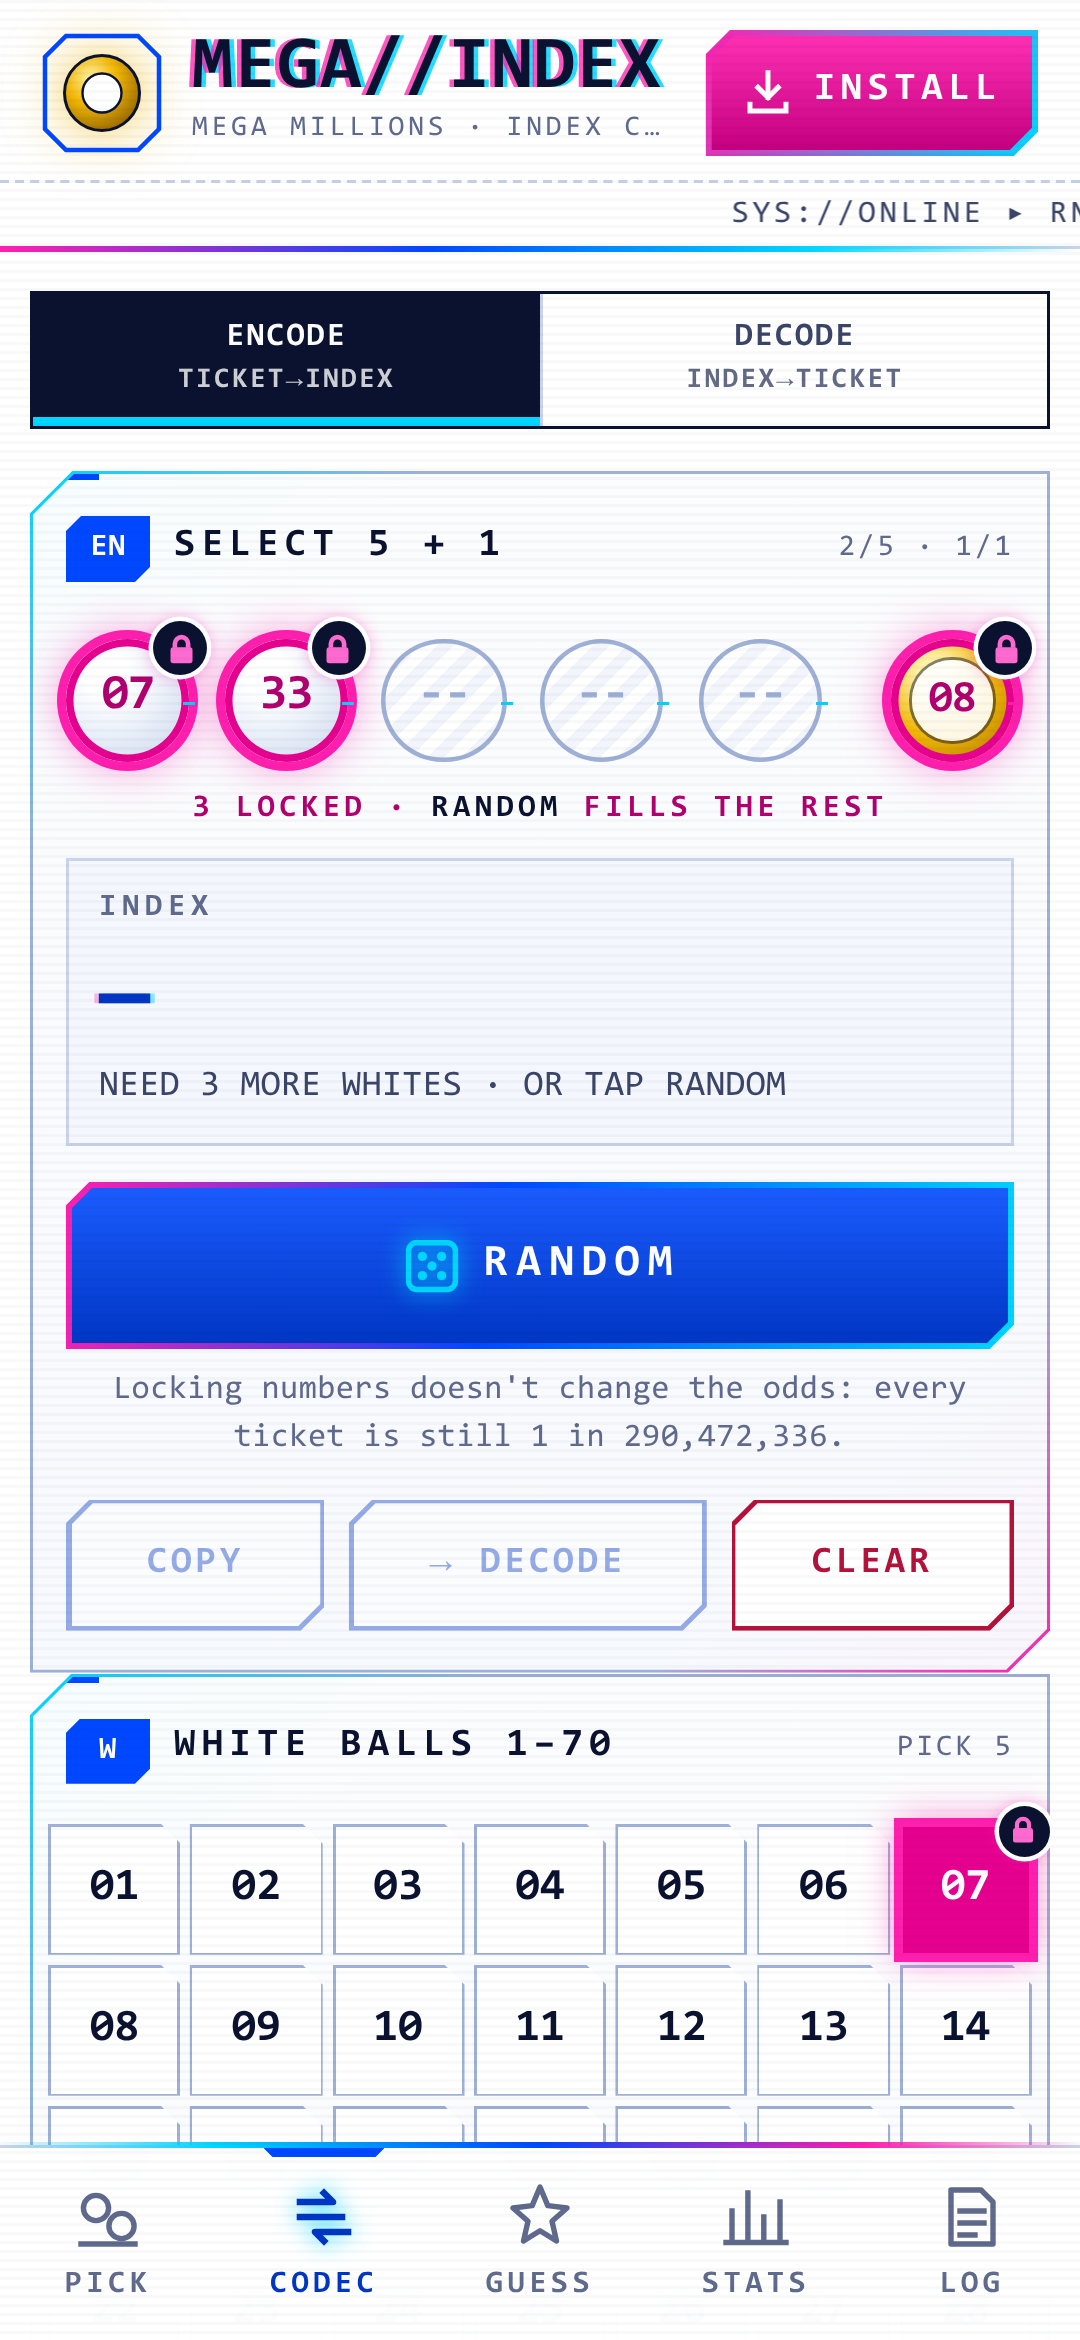 MEGA//INDEX
MEGA MILLIONS · INDEX C…
INSTALL
SYS://ONLINE ▸ RN
ENCODE
TICKET→INDEX
DECODE
INDEX→TICKET
EN
SELECT 5 + 1
2/5 · 1/1
07 33 -- -- -- 08
3 LOCKED · RANDOM FILLS THE REST
INDEX
—
NEED 3 MORE WHITES · OR TAP RANDOM
RANDOM
Locking numbers doesn't change the odds: every
ticket is still 1 in 290,472,336.
COPY
→ DECODE
CLEAR
W
WHITE BALLS 1–70
PICK 5
01 02 03 04 05 06 07
08 09 10 11 12 13 14
PICK
CODEC
GUESS
STATS
LOG